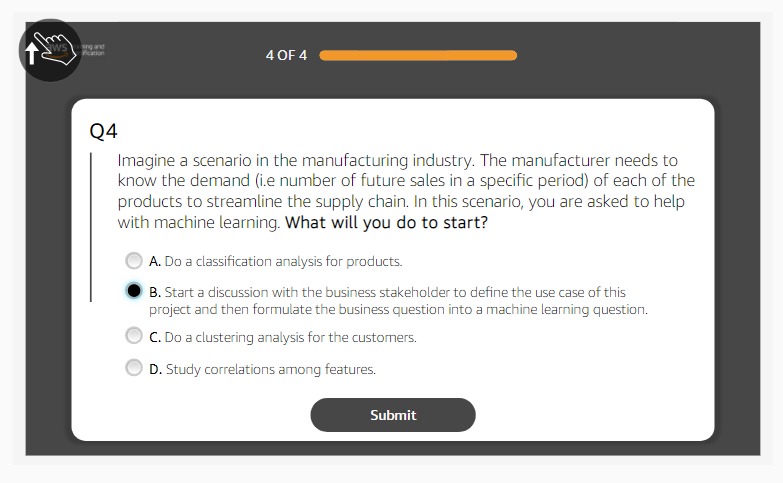 aws
4 OF 4
Q4
Imagine a scenario in the manufacturing industry. The manufacturer needs to
know the demand (i.e number of future sales in a specific period) of each of the
products to streamline the supply chain. In this scenario, you are asked to help
with machine learning. What will you do to start?
A. Do a classification analysis for products.
B. Start a discussion with the business stakeholder to define the use case of this
project and then formulate the business question into a machine learning question.
C. Do a clustering analysis for the customers.
D. Study correlations among features.
Submit